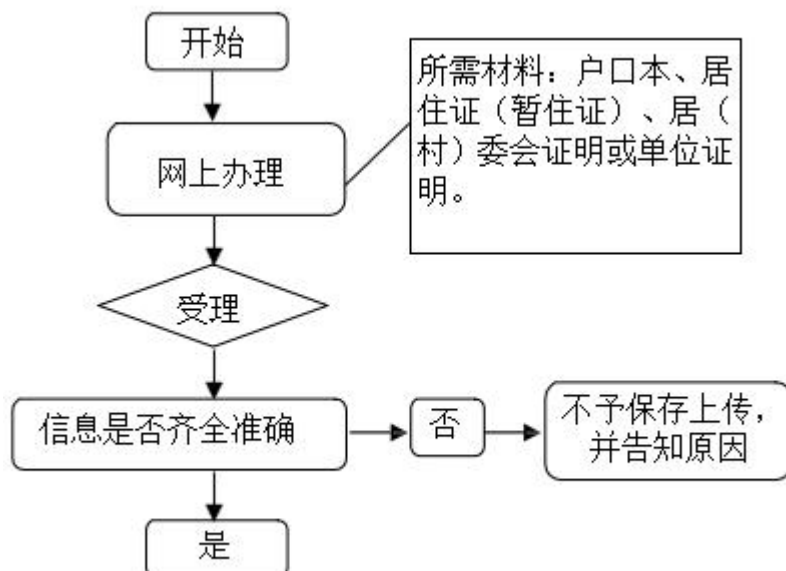 开始
所需材料：户口本、居
住证（暂住证）、居（
村）委会证明或单位证
明。
网上办理
受理
信息是否齐全准确
否
不予保存上传，
并告知原因
是